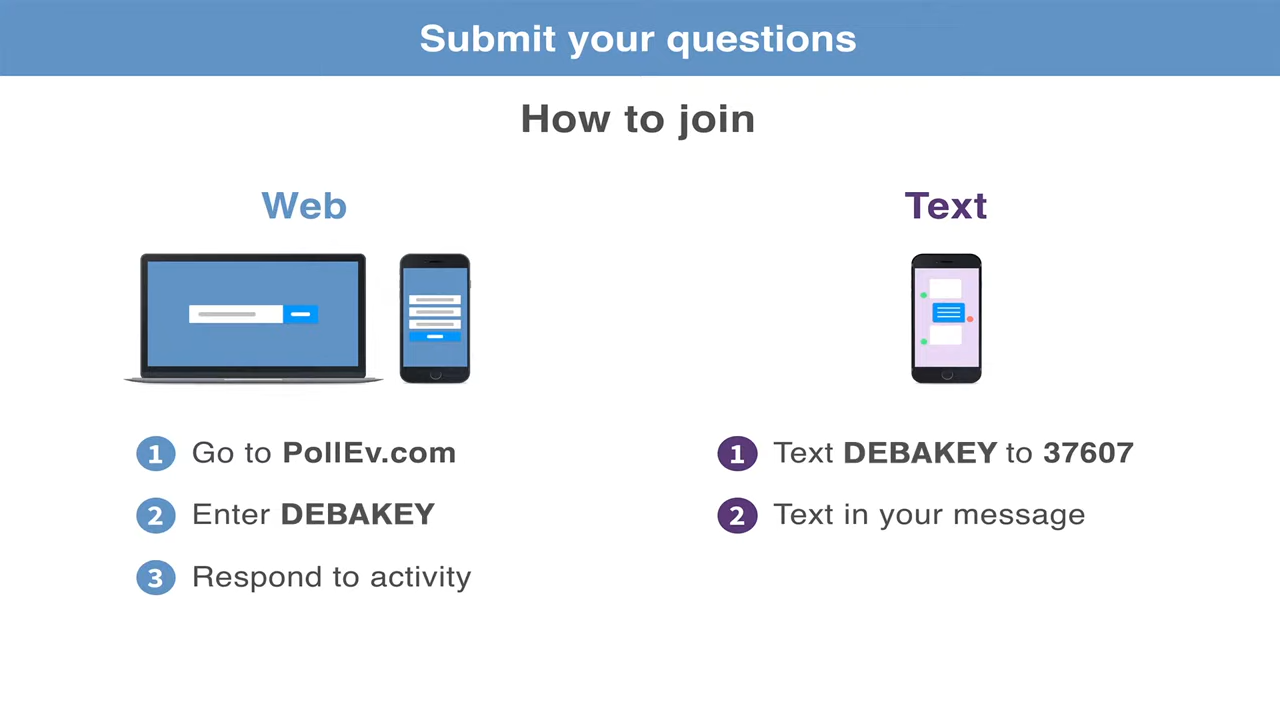 Submit your questions
How to join
Web
1 Go to PollEv.com
2 Enter DEBAKEY
3 Respond to activity
Text
1 Text DEBAKEY to 37607
2 Text in your message